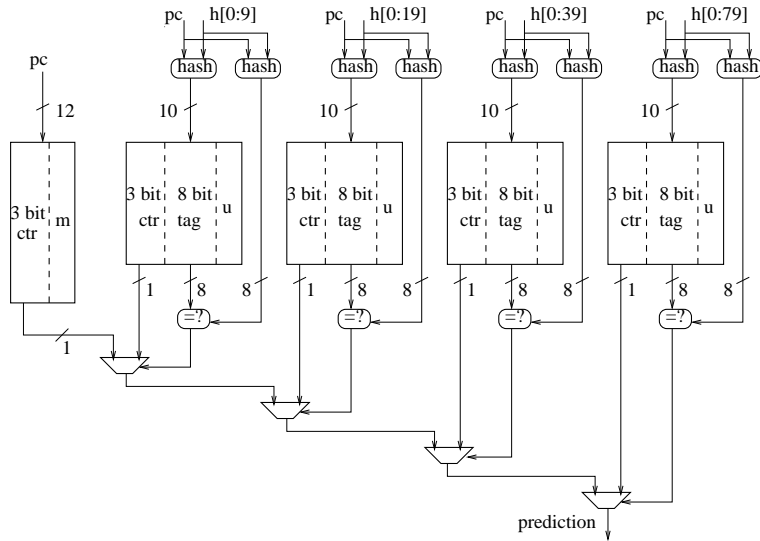 pc h[0:9] pc h[0:19] pc h[0:39] pc h[0:79]
pc hash hash hash hash hash hash hash hash
12 10 10 10 10
3 bit 8 bit 3 bit 8 bit 3 bit 8 bit 3 bit 8 bit
3 bit m ctr tag u ctr tag u ctr tag u ctr tag u
ctr
1 8 8 1 8 8 1 8 8 1 8 8
=? =? =? =?
1
prediction